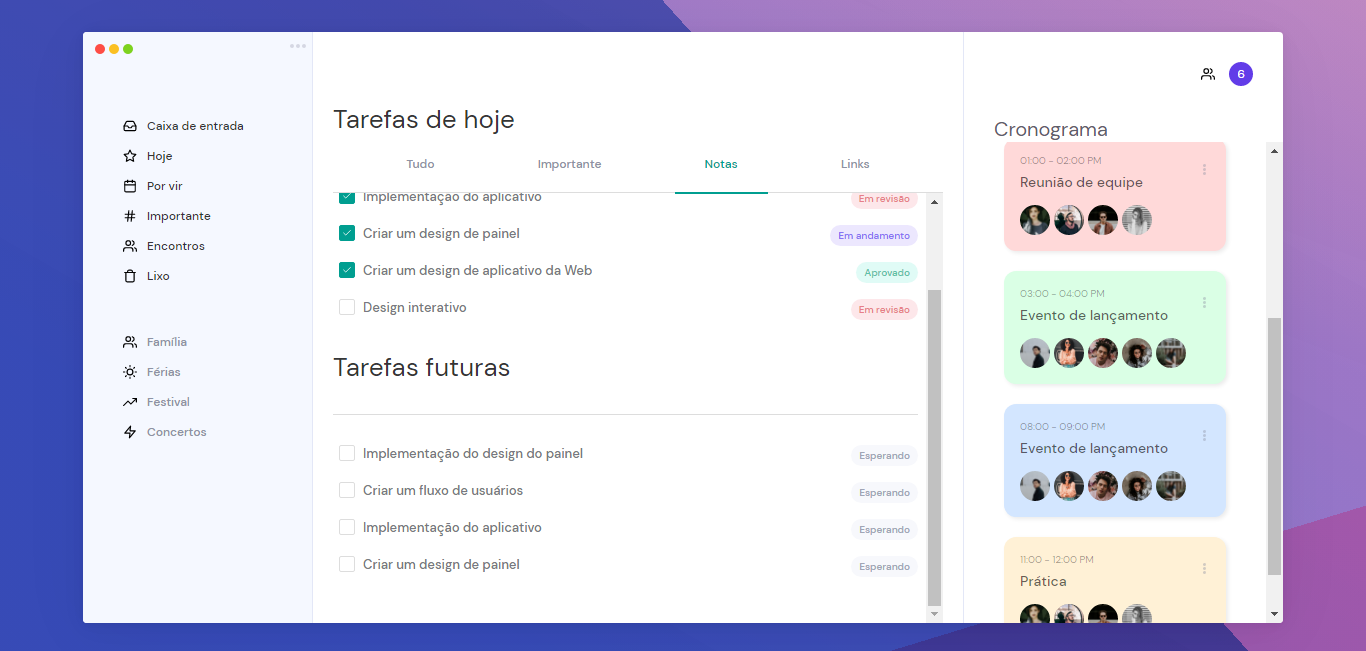 Caixa de entrada
Hoje
Por vir
Importante
Encontros
Lixo
Família
Férias
Festival
Concertos
Tarefas de hoje
Tudo Importante Notas Links
Implementação do aplicativo Em revisão
Criar um design de painel Em andamento
Criar um design de aplicativo da Web Aprovado
Design interativo Em revisão
Tarefas futuras
Implementação do design do painel Esperando
Criar um fluxo de usuários Esperando
Implementação do aplicativo Esperando
Criar um design de painel Esperando
6
Cronograma
01:00 - 02:00 PM
Reunião de equipe
03:00 - 04:00 PM
Evento de lançamento
08:00 - 09:00 PM
Evento de lançamento
11:00 - 12:00 PM
Prática